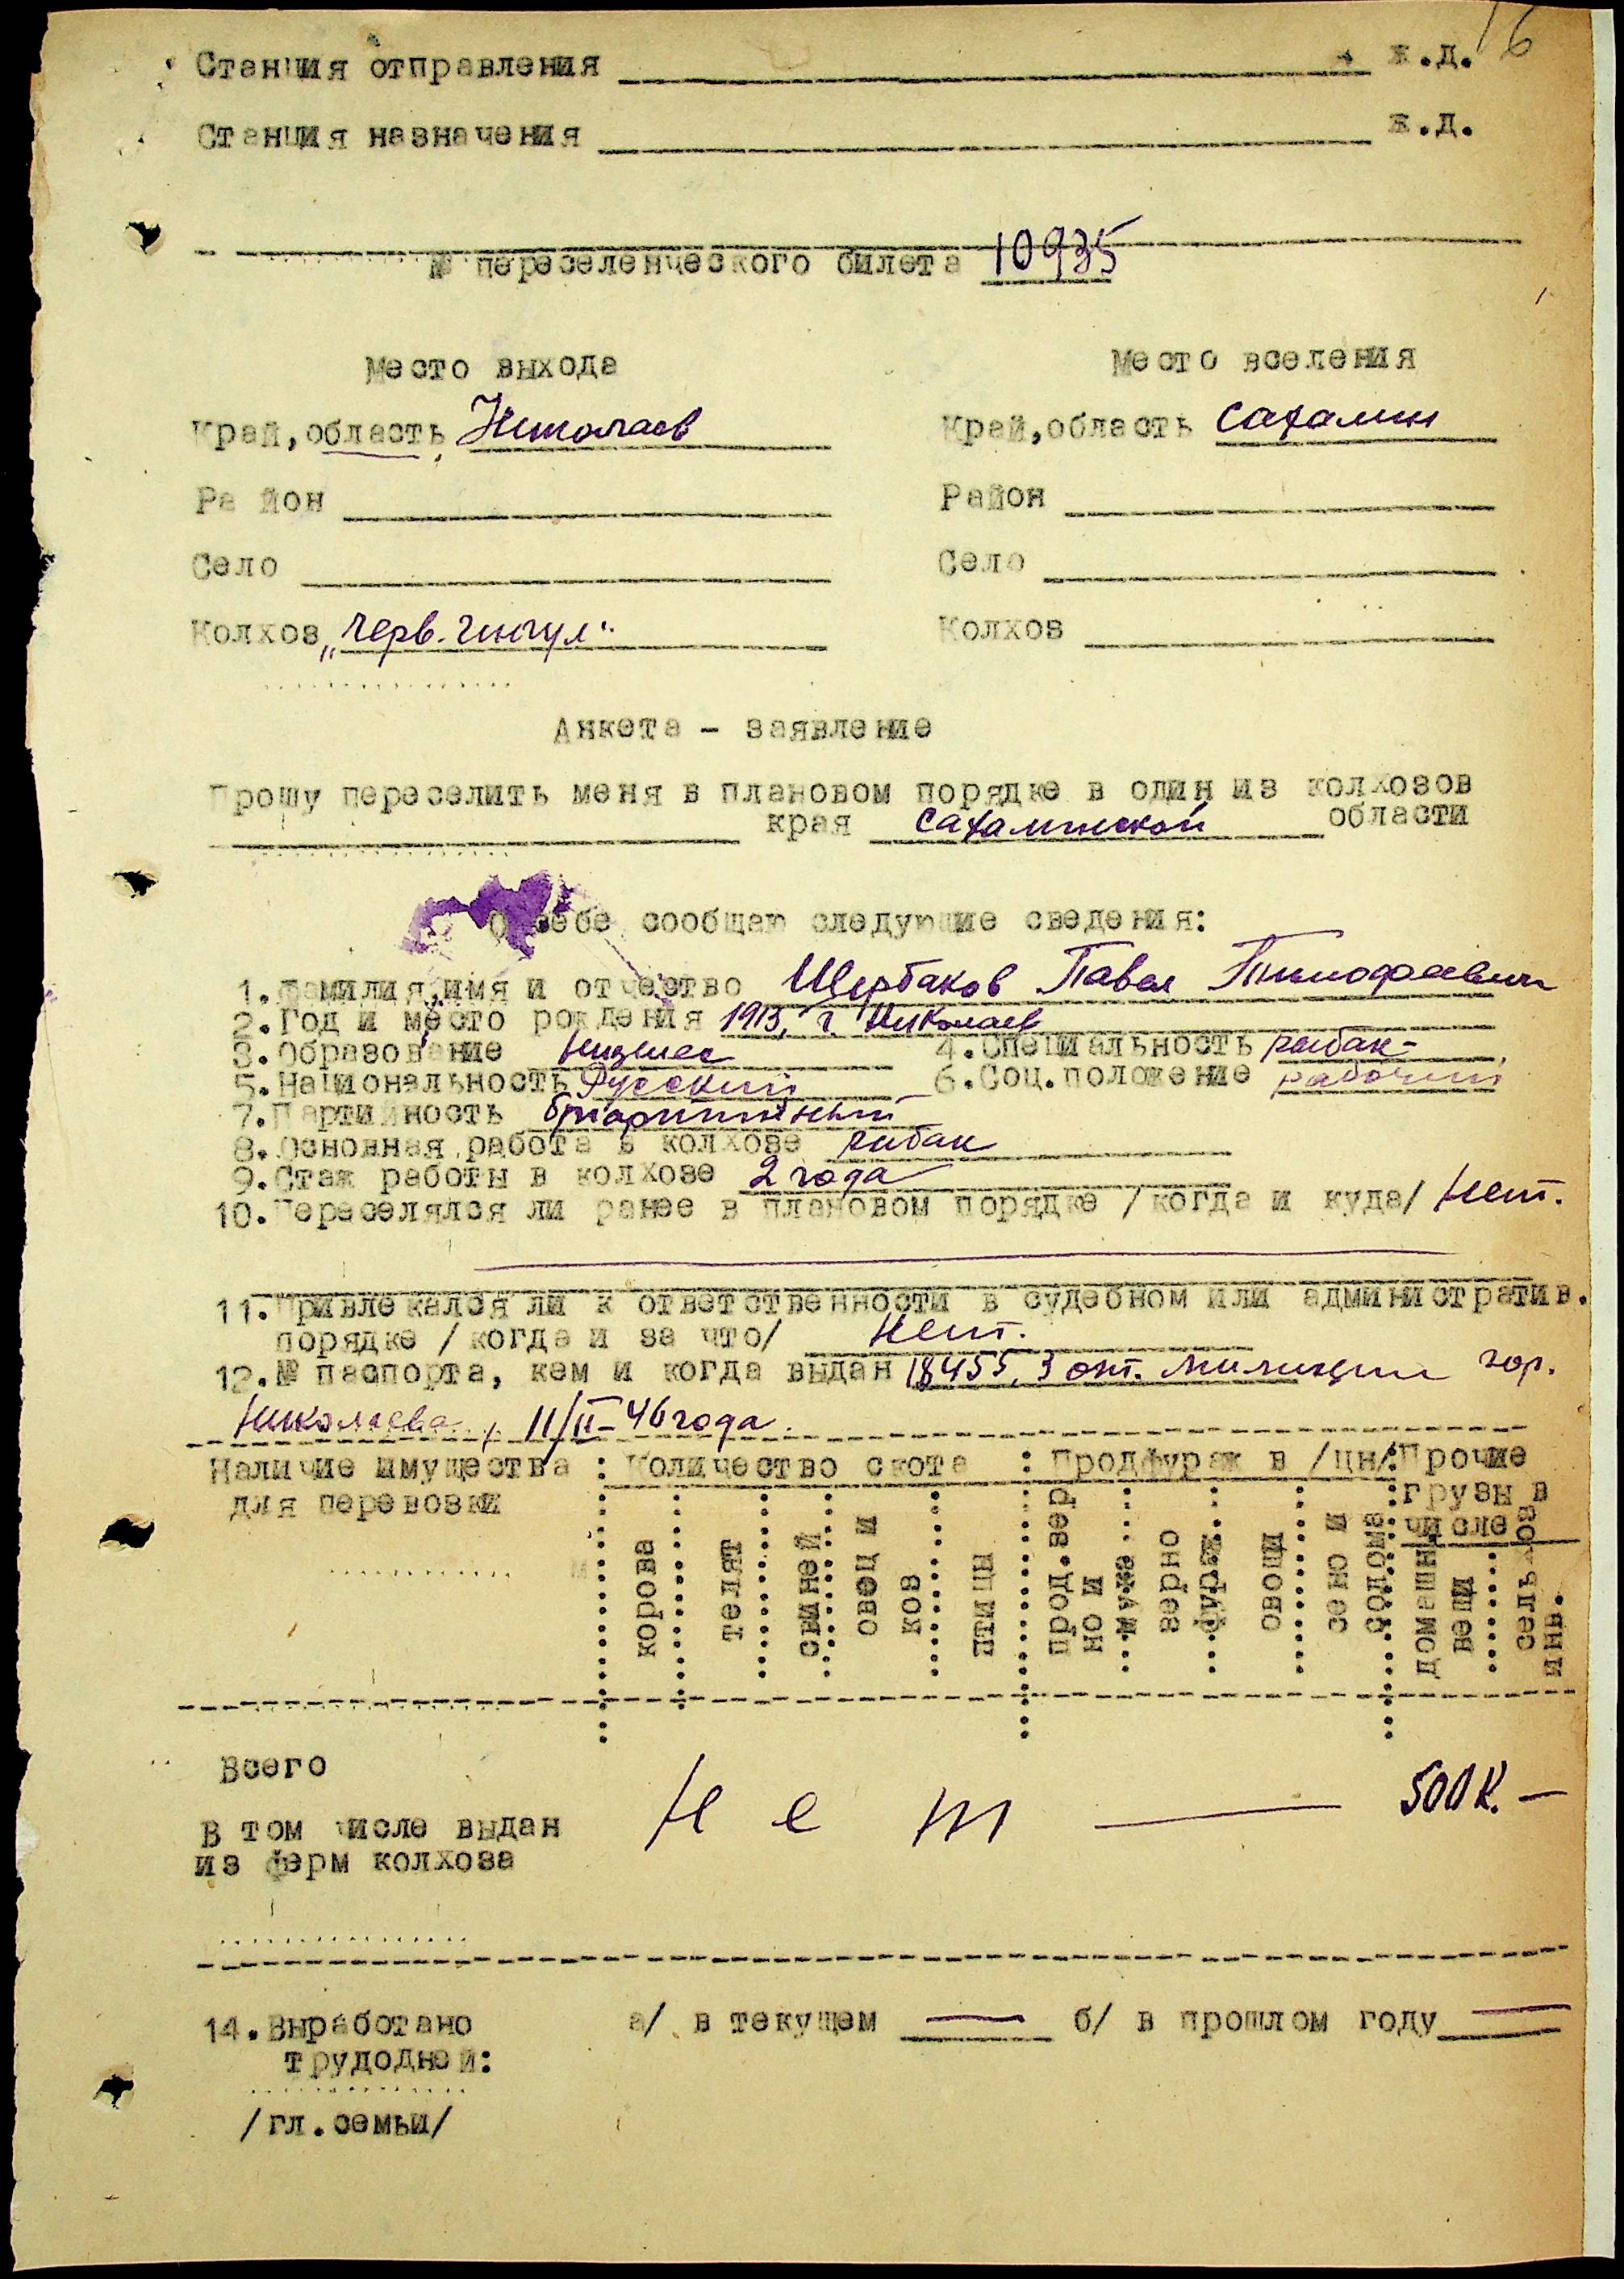 16
Станция отправления ж.д.
Станция назначения ж.д.
№ переселенческого билета 10935
Место выхода Место вселения
Край, область Николаев Край, область Сахалин
Район Район
Село Село
Колхоз „черв. Колхоз
Анкета - заявление
Прошу переселить меня в плановом порядке в один из колхозов
края Сахалинской области
О себе сообщаю следующие сведения:
1. Фамилия, имя и отчество Щербаков Павел Тимофеевич
2. Год и место рождения 1913, г. Николаев
3. Образование Низшее 4. Специальность рыбак-
5. Национальность Русский 6. Соц. положение рабочий
7. Партийность
8. Основная работа в колхозе рыбак
9. Стаж работы в колхозе 2 года
10. Переселялся ли ранее в плановом порядке /когда и куда/ Нет.
11. Привлекался ли к ответственности в судебном или административ.
порядке /когда и за что/ Нет.
12. № паспорта, кем и когда выдан 18455, 3 отт. милиции гор.
Николаева, 11/II-46 года.
Наличие имущества : Количество скота : Продфураж в /цн/: Прочие
для перевозки грузы в
числе
корова телят свиней овец и коз птицы прод.зерно и мука зерно фураж овощи сено и солома домашн вещи сельхоз инв.
Всего Нет — 500 К. —
В том числе выдан
из ферм колхоза
14. Выработано а/ в текущем — б/ в прошлом году —
трудодней:
/гл. семьи/